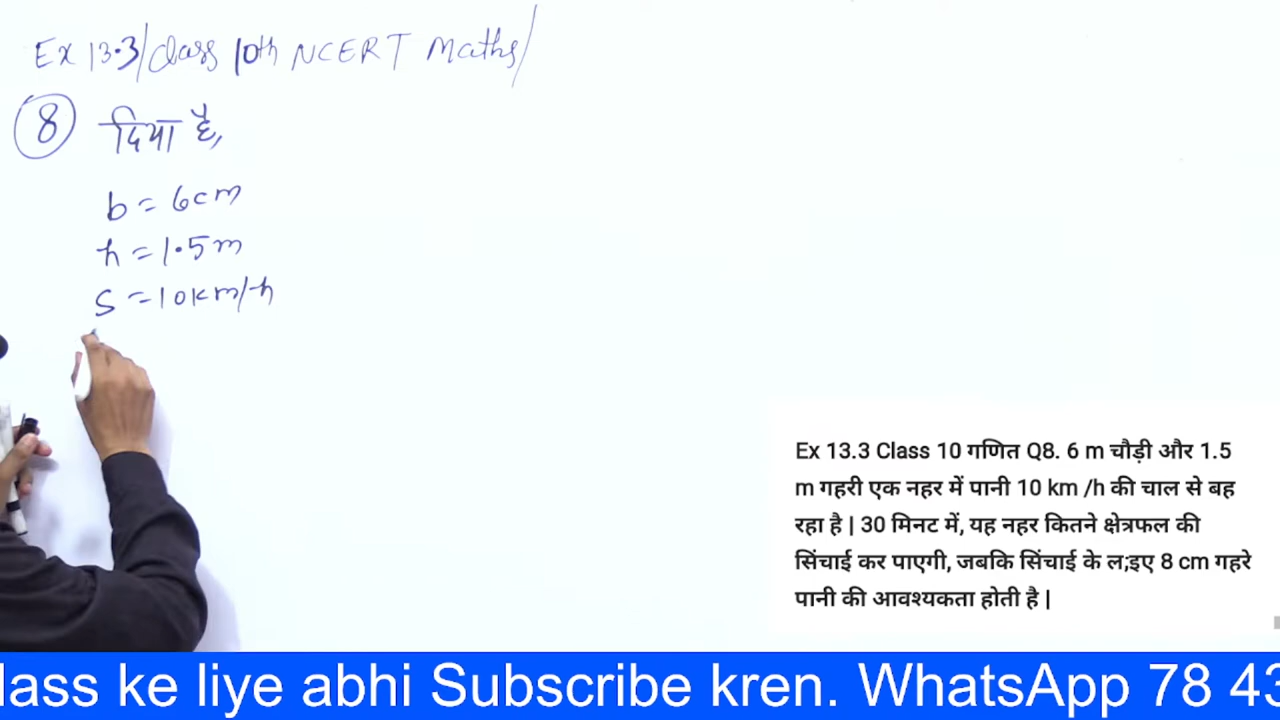 Ex 13.3/class 10th NCERT Maths/
8 दिया है,
b = 6cm
h = 1.5m
S = 10km/h
Ex 13.3 Class 10 गणित Q8. 6 m चौड़ी और 1.5
m गहरी एक नहर में पानी 10 km /h की चाल से बह
रहा है | 30 मिनट में, यह नहर कितने क्षेत्रफल की
सिंचाई कर पाएगी, जबकि सिंचाई के ल;इए 8 cm गहरे
पानी की आवश्यकता होती है |
lass ke liye abhi Subscribe kren. WhatsApp 78 43